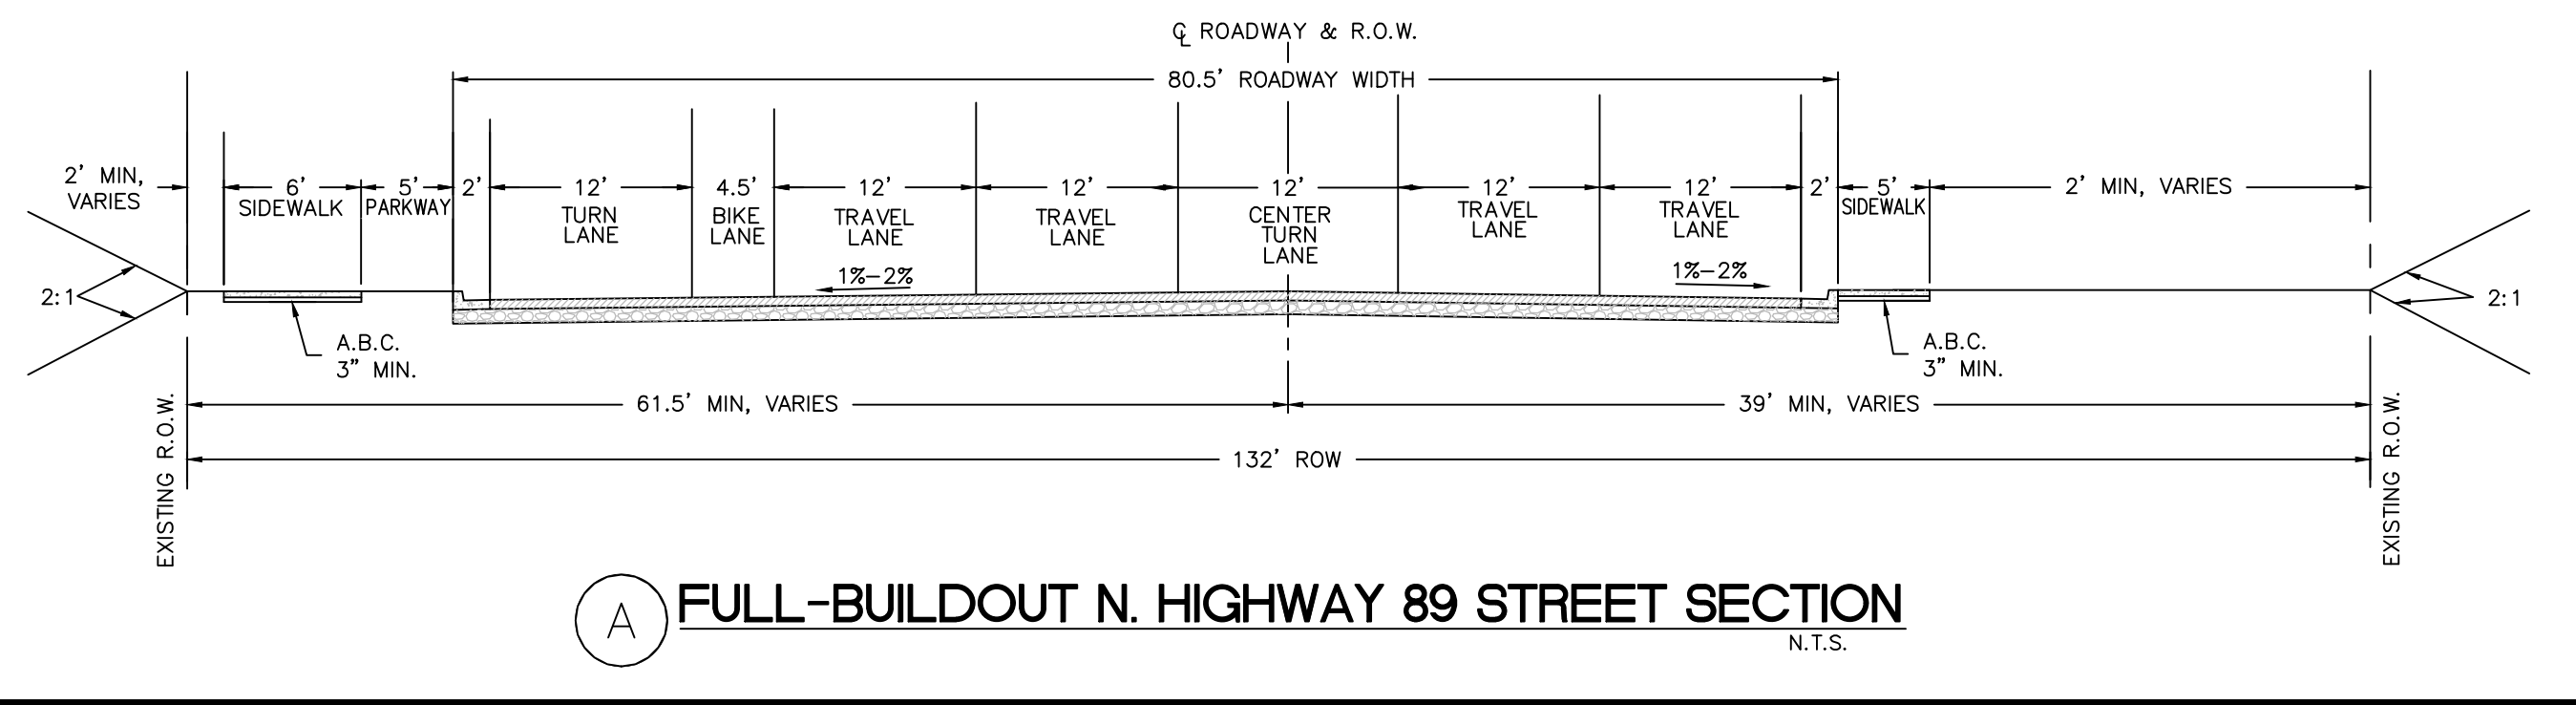 ℄ ROADWAY & R.O.W.
80.5' ROADWAY WIDTH
2' MIN,
VARIES
6'
SIDEWALK
5'
PARKWAY
2'
12'
TURN
LANE
4.5'
BIKE
LANE
12'
TRAVEL
LANE
12'
TRAVEL
LANE
12'
CENTER
TURN
LANE
12'
TRAVEL
LANE
12'
TRAVEL
LANE
2'
5'
SIDEWALK
2' MIN, VARIES
1%-2%
1%-2%
2:1
2:1
A.B.C.
3" MIN.
A.B.C.
3" MIN.
61.5' MIN, VARIES
39' MIN, VARIES
132' ROW
EXISTING R.O.W.
EXISTING R.O.W.
A
FULL-BUILDOUT N. HIGHWAY 89 STREET SECTION
N.T.S.